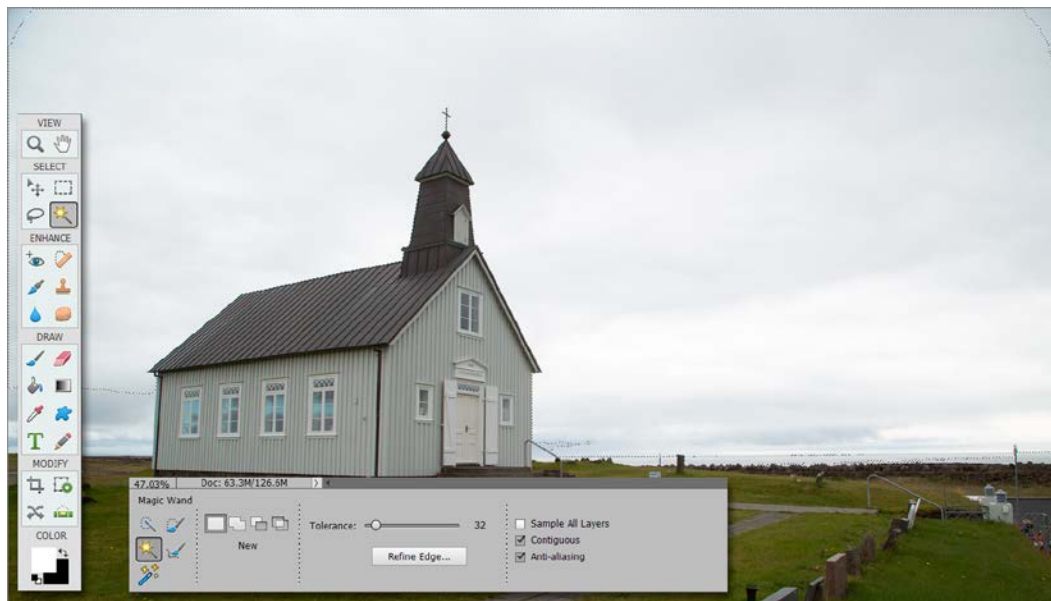 VIEW
SELECT
ENHANCE
DRAW
T
MODIFY
COLOR
47.03% Doc: 63.3M/126.6M
Magic Wand
New
Tolerance: 32
Refine Edge...
Sample All Layers
Contiguous
Anti-aliasing